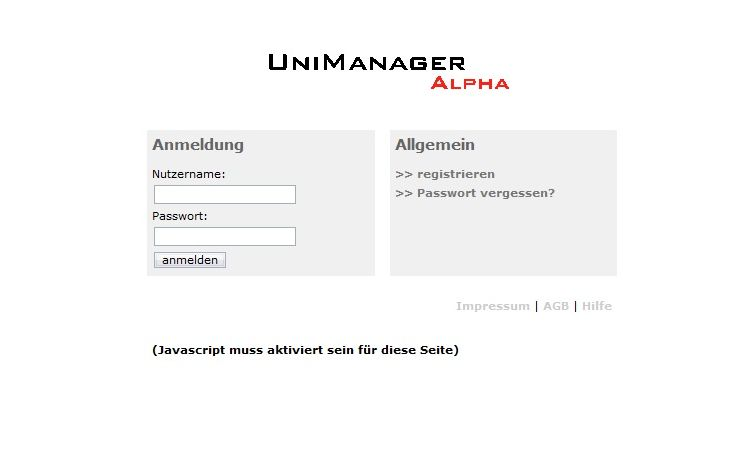 UniManager
Alpha
Anmeldung
Nutzername:
Passwort:
anmelden
Allgemein
>> registrieren
>> Passwort vergessen?
Impressum | AGB | Hilfe
(Javascript muss aktiviert sein für diese Seite)